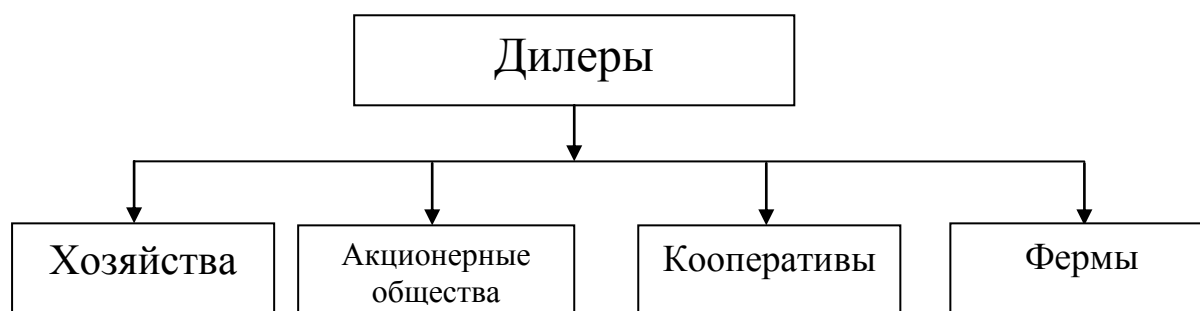 Дилеры
Хозяйства
Акционерные
общества
Кооперативы
Фермы